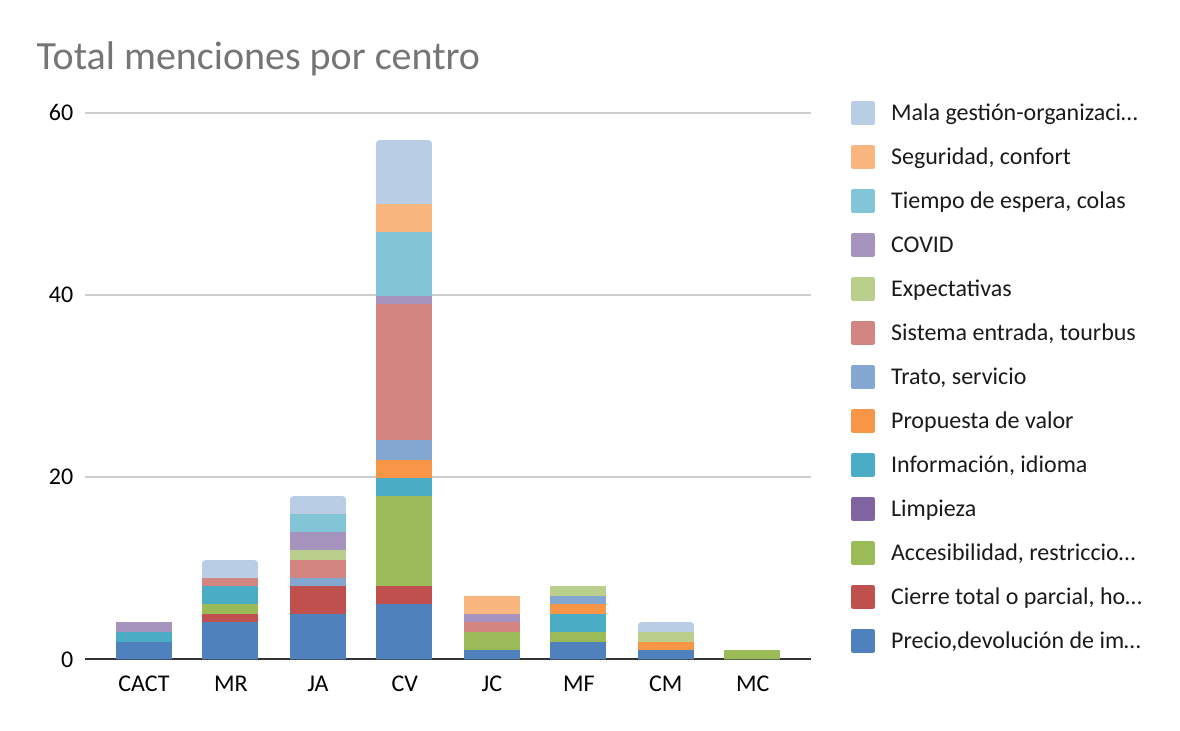 Total menciones por centro
60
40
20
0
CACT
MR
JA
CV
JC
MF
CM
MC
Mala gestión-organizaci...
Seguridad, confort
Tiempo de espera, colas
COVID
Expectativas
Sistema entrada, tourbus
Trato, servicio
Propuesta de valor
Información, idioma
Limpieza
Accesibilidad, restriccio...
Cierre total o parcial, ho...
Precio,devolución de im...